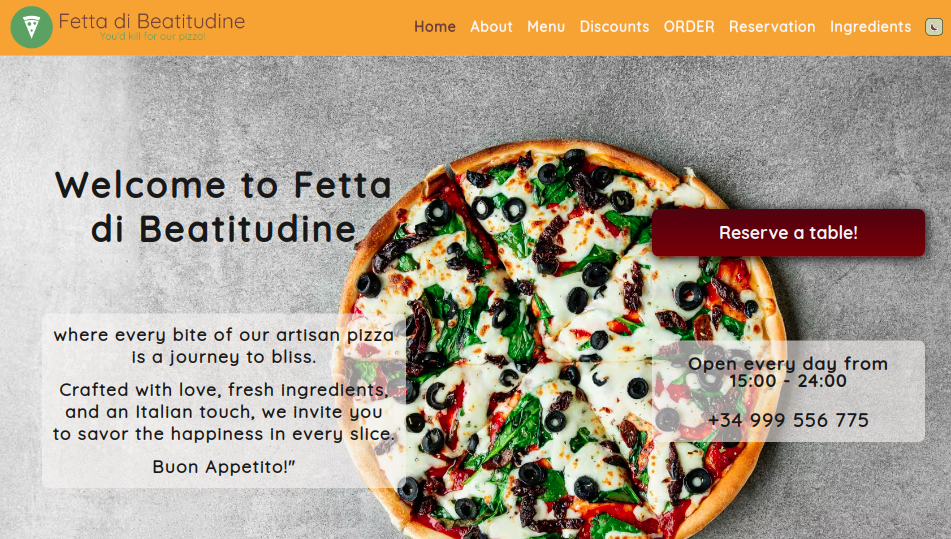 Fetta di Beatitudine
You'd kill for our pizza!
Home About Menu Discounts ORDER Reservation Ingredients
Welcome to Fetta
di Beatitudine
Reserve a table!
where every bite of our artisan pizza
is a journey to bliss.
Crafted with love, fresh ingredients,
and an Italian touch, we invite you
to savor the happiness in every slice.
Buon Appetito!"
Open every day from
15:00 - 24:00
+34 999 556 775